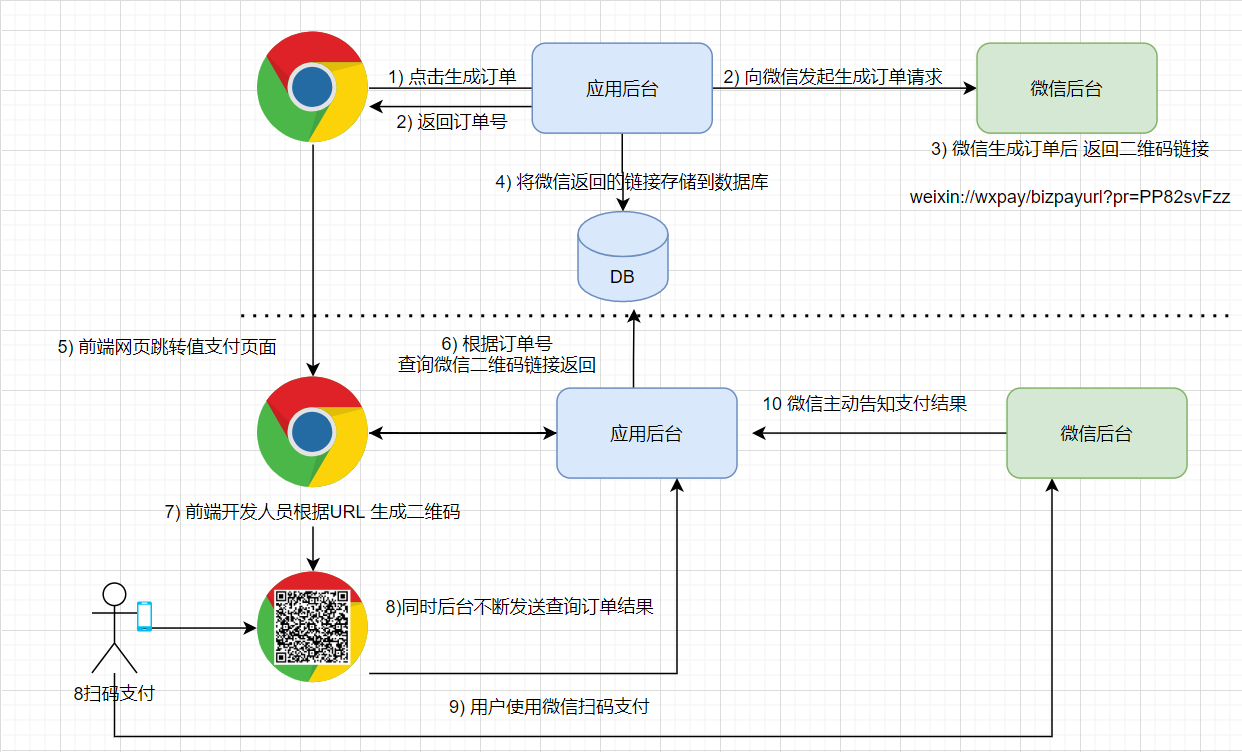 1) 点击生成订单
应用后台
2) 向微信发起生成订单请求
微信后台
2) 返回订单号
3) 微信生成订单后 返回二维码链接
4) 将微信返回的链接存储到数据库
weixin://wxpay/bizpayurl?pr=PP82svFzz
DB
5) 前端网页跳转值支付页面
6) 根据订单号
查询微信二维码链接返回
10 微信主动告知支付结果
应用后台
微信后台
7) 前端开发人员根据URL 生成二维码
8)同时后台不断发送查询订单结果
8扫码支付
9) 用户使用微信扫码支付